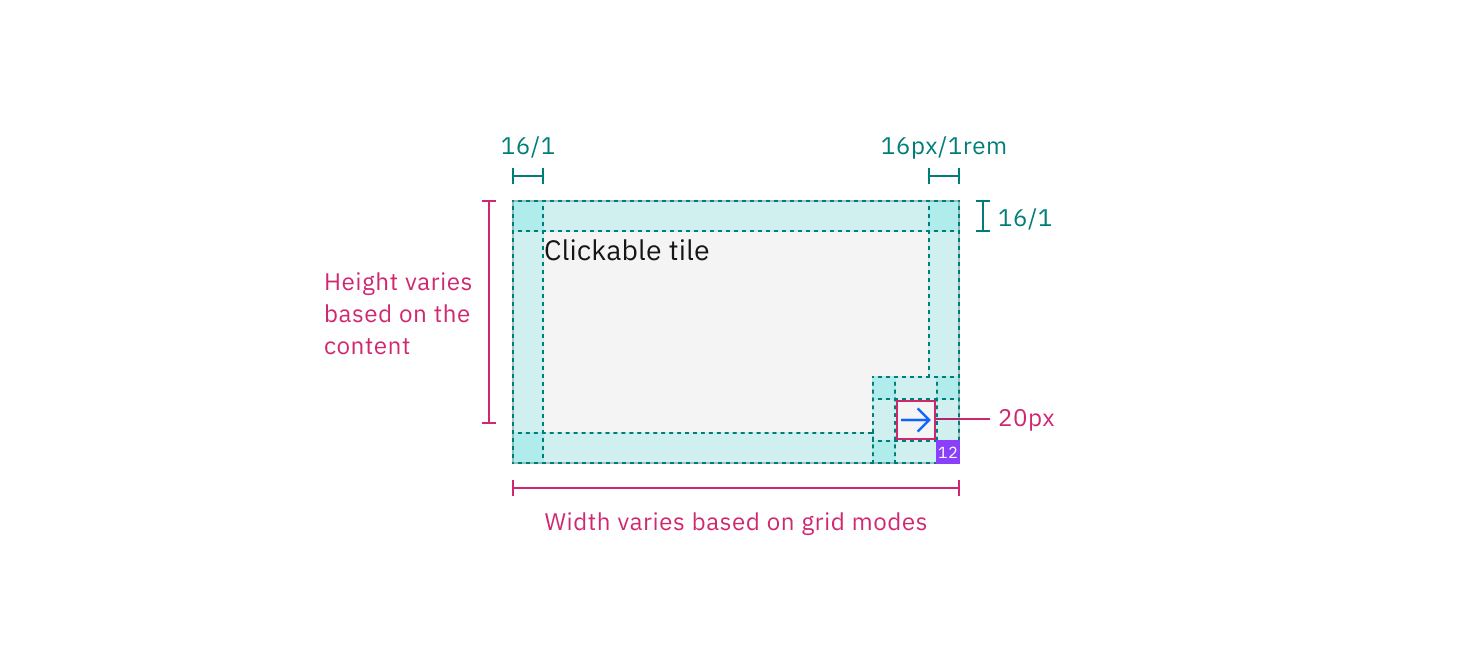 16/1
16px/1rem
16/1
Clickable tile
Height varies
based on the
content
20px
12
Width varies based on grid modes